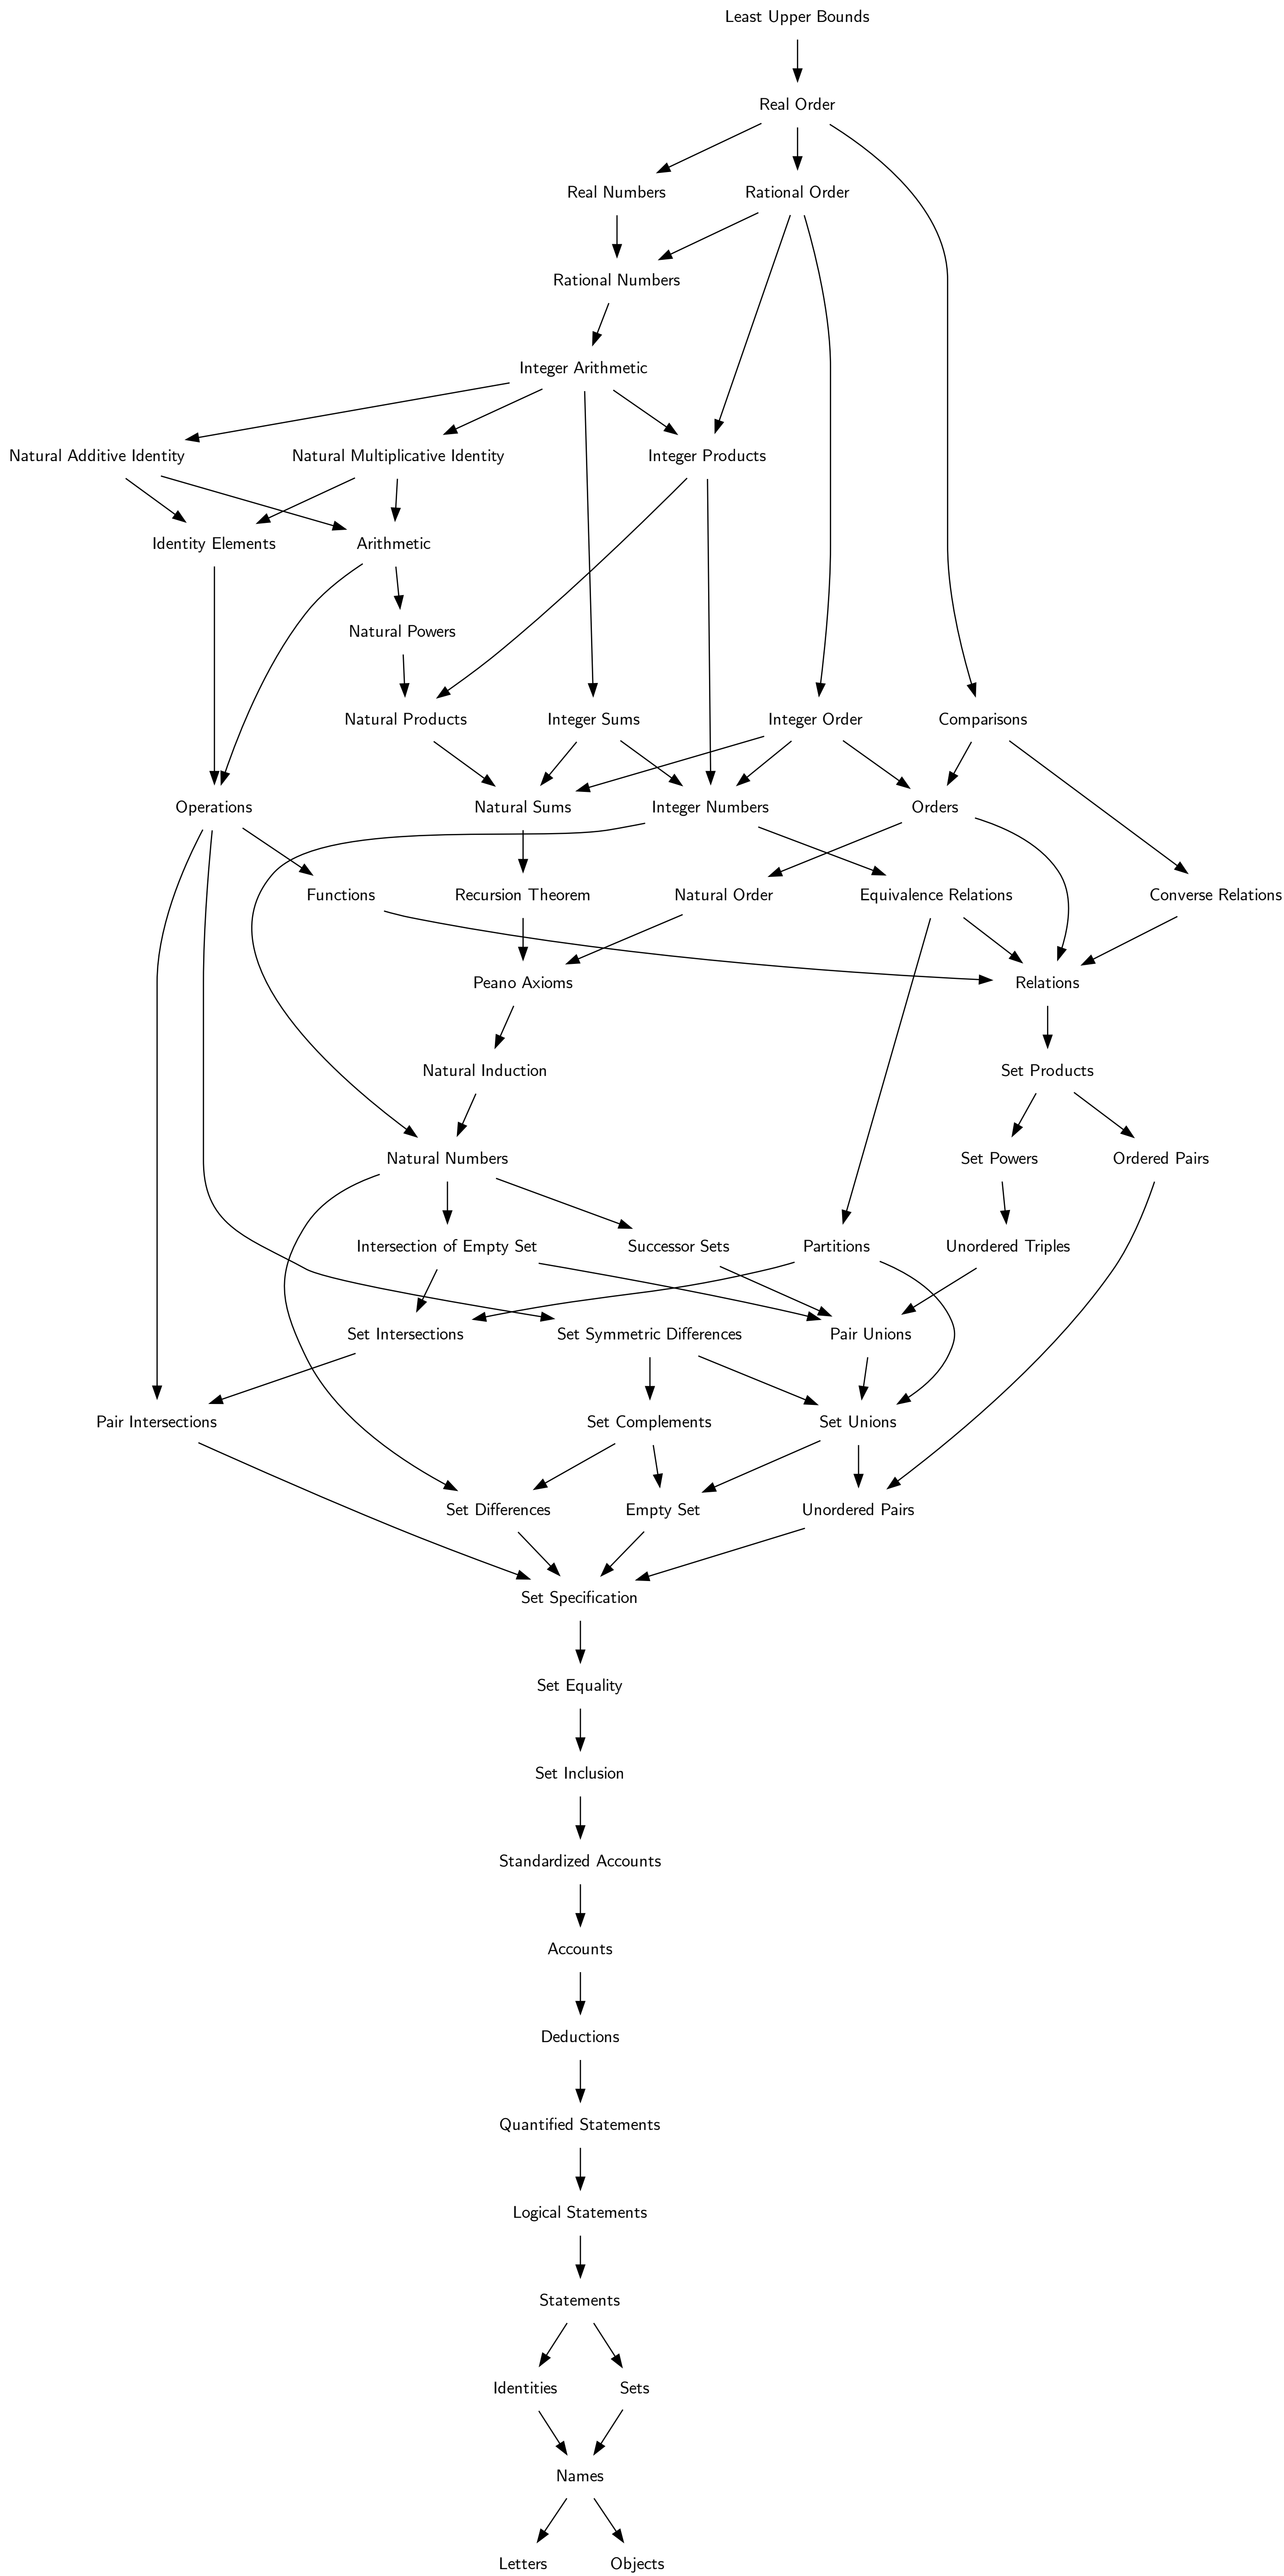 Least Upper Bounds
Real Order
Real Numbers
Rational Order
Rational Numbers
Integer Arithmetic
Natural Additive Identity
Natural Multiplicative Identity
Integer Products
Identity Elements
Arithmetic
Natural Powers
Natural Products
Integer Sums
Integer Order
Comparisons
Operations
Natural Sums
Integer Numbers
Orders
Functions
Recursion Theorem
Natural Order
Equivalence Relations
Converse Relations
Peano Axioms
Relations
Natural Induction
Set Products
Natural Numbers
Set Powers
Ordered Pairs
Intersection of Empty Set
Successor Sets
Partitions
Unordered Triples
Set Intersections
Set Symmetric Differences
Pair Unions
Pair Intersections
Set Complements
Set Unions
Set Differences
Empty Set
Unordered Pairs
Set Specification
Set Equality
Set Inclusion
Standardized Accounts
Accounts
Deductions
Quantified Statements
Logical Statements
Statements
Identities
Sets
Names
Letters
Objects